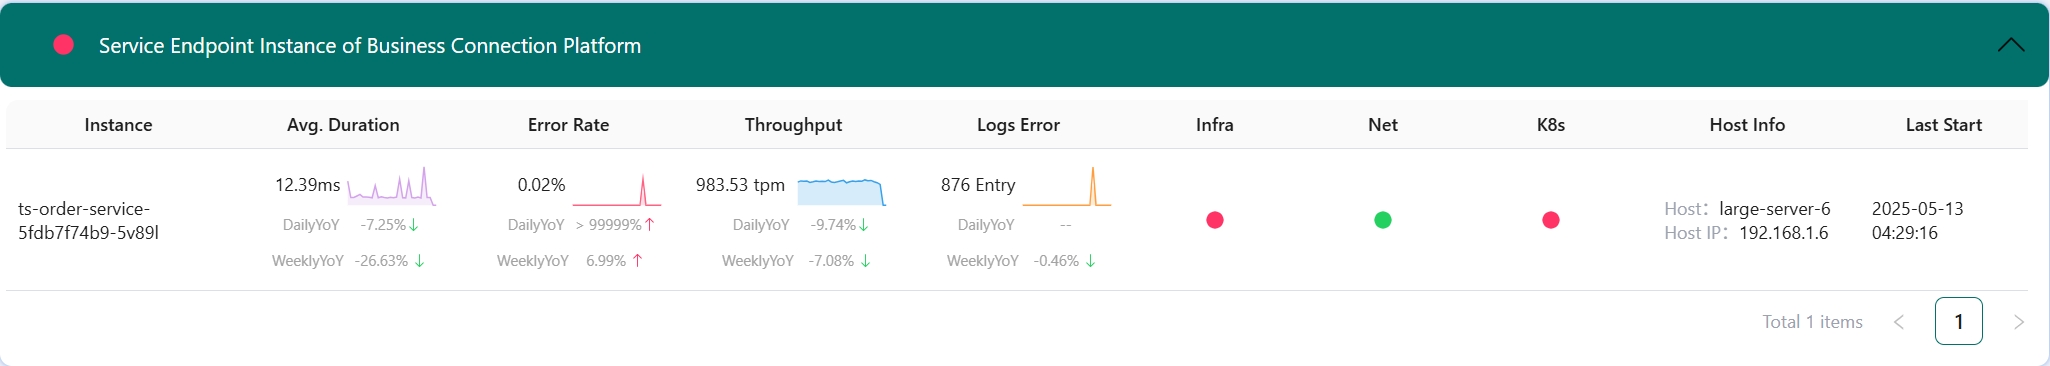 Service Endpoint Instance of Business Connection Platform
Instance Avg. Duration Error Rate Throughput Logs Error Infra Net K8s Host Info Last Start
ts-order-service-
5fdb7f74b9-5v89l
12.39ms
DailyYoY -7.25%↓
WeeklyYoY -26.63% ↓
0.02%
DailyYoY > 99999%↑
WeeklyYoY 6.99% ↑
983.53 tpm
DailyYoY -9.74%↓
WeeklyYoY -7.08% ↓
876 Entry
DailyYoY --
WeeklyYoY -0.46% ↓
Host：large-server-6
Host IP：192.168.1.6
2025-05-13
04:29:16
Total 1 items < 1 >